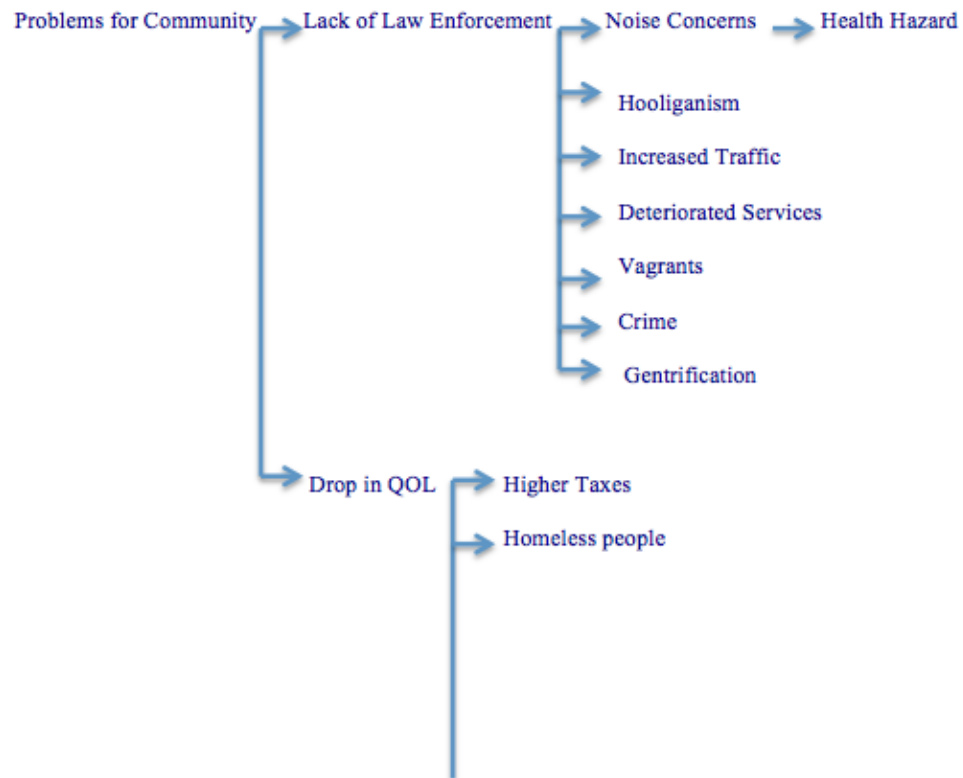 Problems for Community Lack of Law Enforcement Noise Concerns Health Hazard
Hooliganism
Increased Traffic
Deteriorated Services
Vagrants
Crime
Gentrification
Drop in QOL Higher Taxes
Homeless people